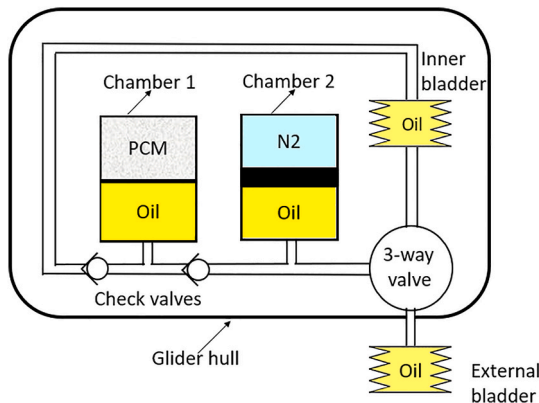 Chamber 1
Chamber 2
Inner
bladder
PCM
N2
Oil
Oil
Oil
3-way
valve
Check valves
Glider hull
Oil
External
bladder